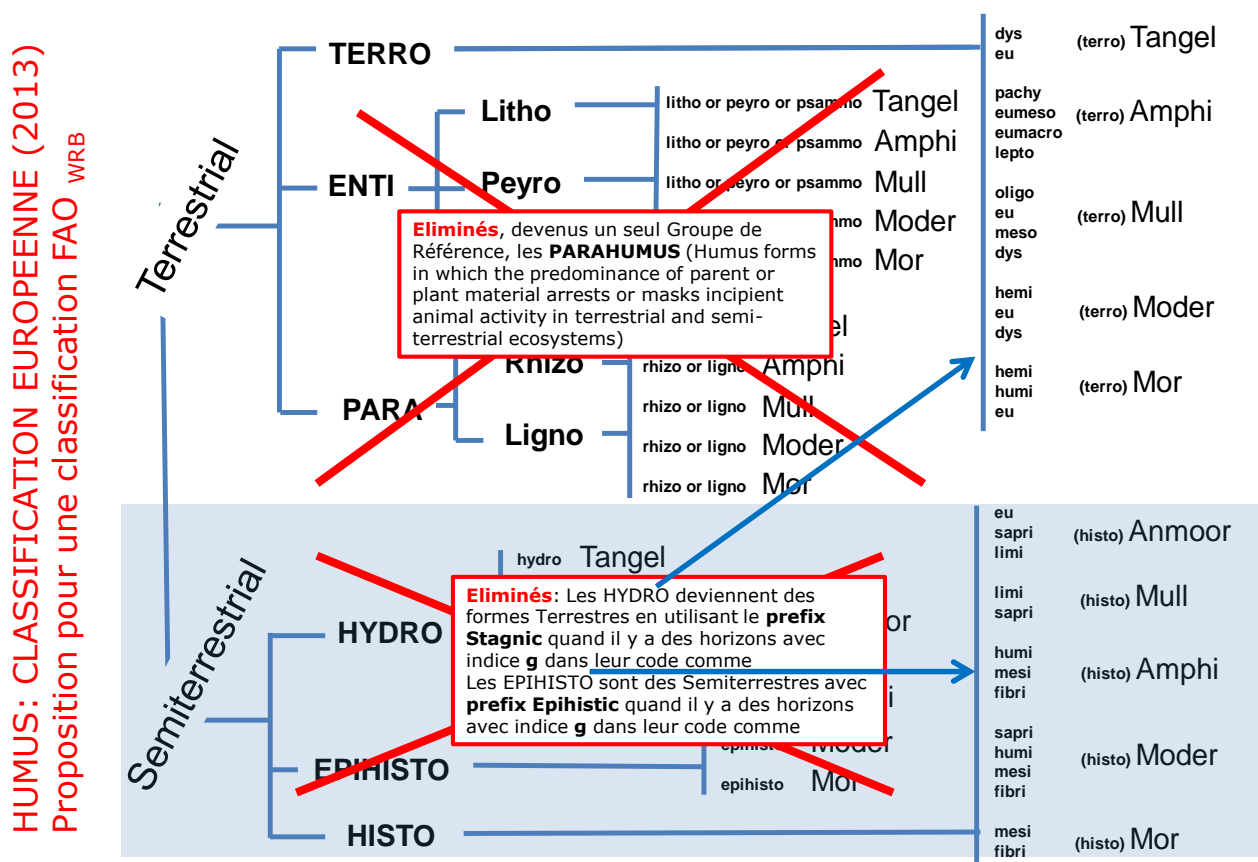 HUMUS: CLASSIFICATION EUROPEENNE (2013)
Proposition pour une classification FAO WRB
Terrestrial
TERRO
ENTI
Litho
Peyro
litho or peyro or psammo Tangel
litho or peyro or psammo Amphi
litho or peyro or psammo Mull
mmo Moder
mmo Mor
Eliminés, devenus un seul Groupe de
Référence, les PARAHUMUS (Humus forms
in which the predominance of parent or
plant material arrests or masks incipient
animal activity in terrestrial and semi-
terrestrial ecosystems)
el
PARA
Rhizo
Ligno
rhizo or ligno Amphi
rhizo or ligno Mull
rhizo or ligno Moder
rhizo or ligno Mor
dys
eu
(terro) Tangel
pachy
eumeso
eumacro
lepto
(terro) Amphi
oligo
eu
meso
dys
(terro) Mull
hemi
eu
dys
(terro) Moder
hemi
humi
eu
(terro) Mor
Semiterrestrial
HYDRO
hydro Tangel
or
i
Eliminés: Les HYDRO deviennent des
formes Terrestres en utilisant le prefix
Stagnic quand il y a des horizons avec
indice g dans leur code comme
Les EPIHISTO sont des Semiterrestres avec
prefix Epihistic quand il y a des horizons
avec indice g dans leur code comme
EPIHISTO
epihisto Moder
epihisto Mor
HISTO
eu
sapri
limi
(histo) Anmoor
limi
sapri
(histo) Mull
humi
mesi
fibri
(histo) Amphi
sapri
humi
mesi
fibri
(histo) Moder
mesi
fibri
(histo) Mor